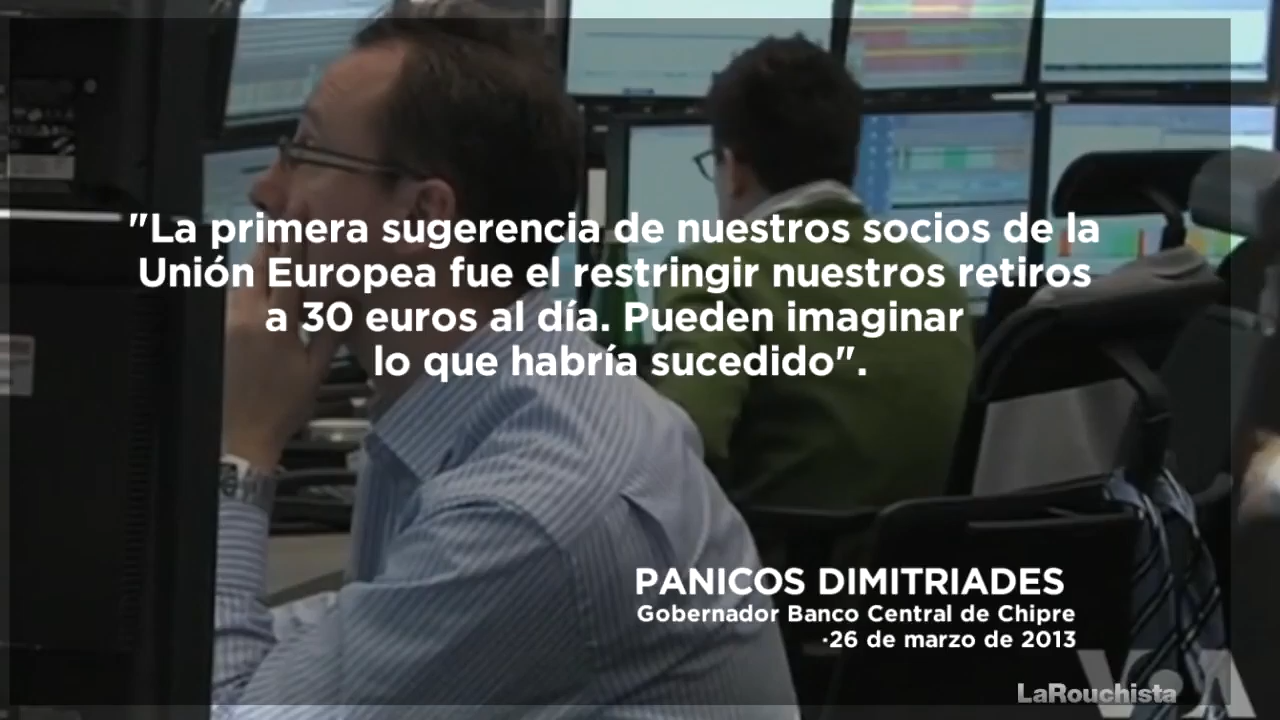 "La primera sugerencia de nuestros socios de la
Unión Europea fue el restringir nuestros retiros
a 30 euros al día. Pueden imaginar
lo que habría sucedido".
PANICOS DIMITRIADES
Gobernador Banco Central de Chipre
·26 de marzo de 2013
VOA
LaRouchista